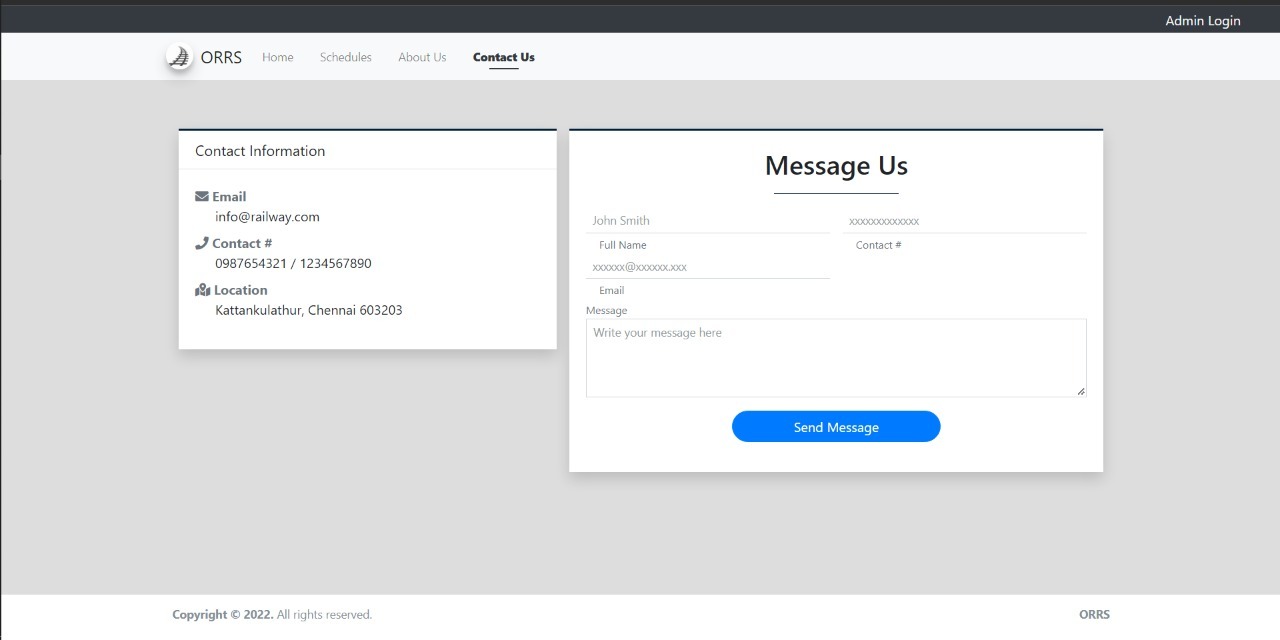 Admin Login
ORRS Home Schedules About Us Contact Us
Contact Information
Email
info@railway.com
Contact #
0987654321 / 1234567890
Location
Kattankulathur, Chennai 603203
Message Us
John Smith xxxxxxxxxxxxx
Full Name Contact #
xxxxxx@xxxxxx.xxx
Email
Message
Write your message here
Send Message
Copyright © 2022. All rights reserved. ORRS